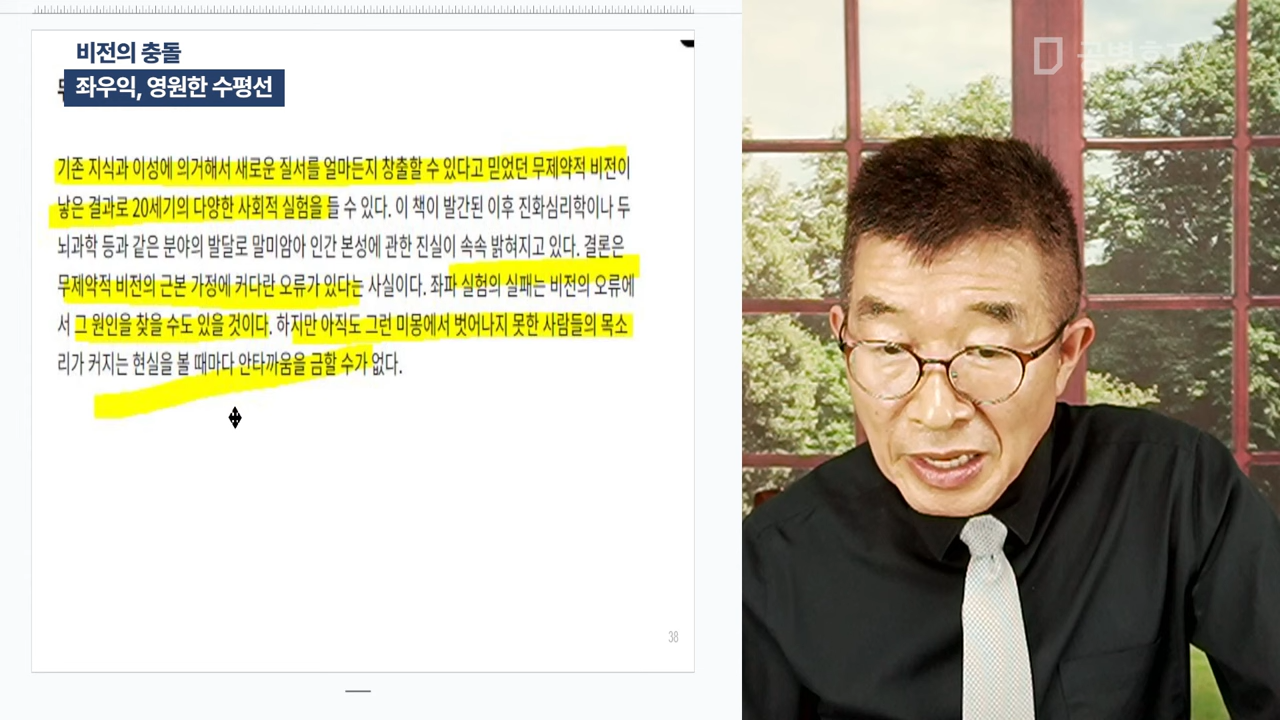 비전의 충돌
좌우익, 영원한 수평선
기존 지식과 이성에 의거해서 새로운 질서를 얼마든지 창출할 수 있다고 믿었던 무제약적 비전이
낳은 결과로 20세기의 다양한 사회적 실험을 들 수 있다. 이 책이 발간된 이후 진화심리학이나 두
뇌과학 등과 같은 분야의 발달로 말미암아 인간 본성에 관한 진실이 속속 밝혀지고 있다. 결론은
무제약적 비전의 근본 가정에 커다란 오류가 있다는 사실이다. 좌파 실험의 실패는 비전의 오류에
서 그 원인을 찾을 수도 있을 것이다. 하지만 아직도 그런 미몽에서 벗어나지 못한 사람들의 목소
리가 커지는 현실을 볼 때마다 안타까움을 금할 수가 없다.
38